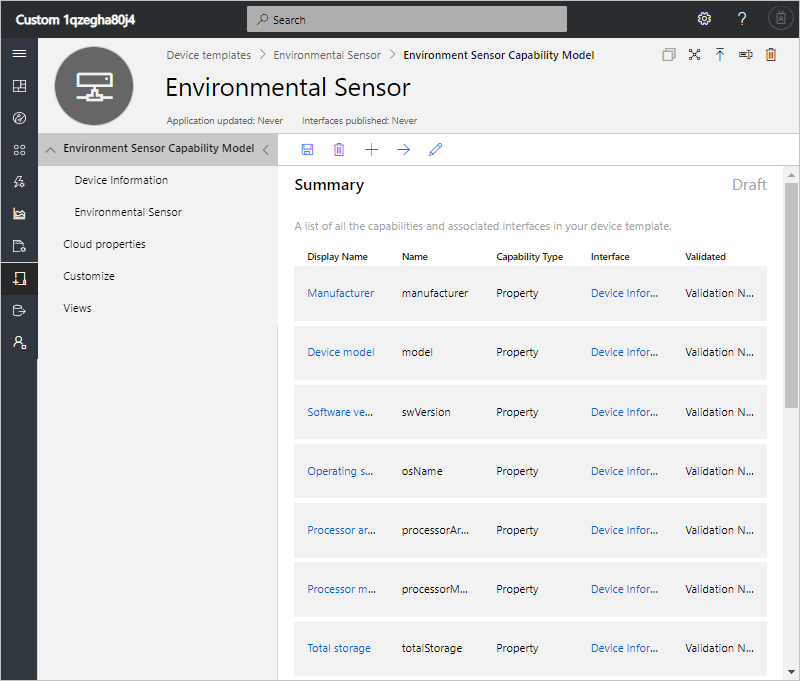 Custom 1qzegha80j4
Search
?
Device templates > Environmental Sensor > Environment Sensor Capability Model
Environmental Sensor
Application updated: Never Interfaces published: Never
Environment Sensor Capability Model
Device Information
Environmental Sensor
Cloud properties
Customize
Views
Summary Draft
A list of all the capabilities and associated interfaces in your device template.
Display Name Name Capability Type Interface Validated
Manufacturer manufacturer Property Device Infor... Validation N...
Device model model Property Device Infor... Validation N...
Software ve... swVersion Property Device Infor... Validation N...
Operating s... osName Property Device Infor... Validation N...
Processor ar... processorAr... Property Device Infor... Validation N...
Processor m... processorM... Property Device Infor... Validation N...
Total storage totalStorage Property Device Infor... Validation N...